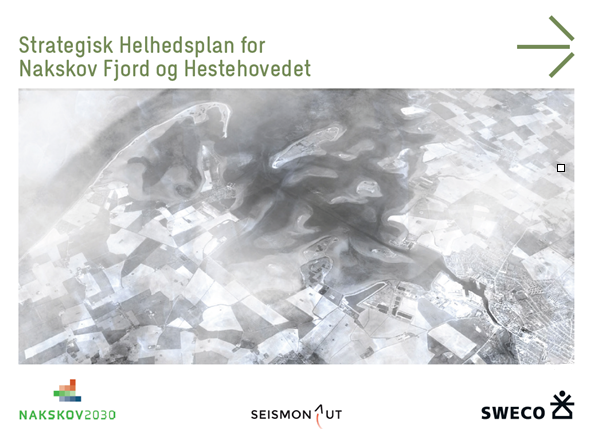 Strategisk Helhedsplan for
Nakskov Fjord og Hestehovedet
NAKSKOV2030
SEISMONAUT
SWECO